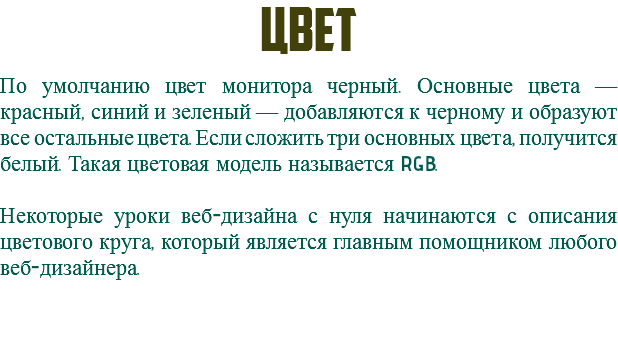 ЦВЕТ
По умолчанию цвет монитора черный. Основные цвета —
красный, синий и зеленый — добавляются к черному и образуют
все остальные цвета. Если сложить три основных цвета, получится
белый. Такая цветовая модель называется RGB.
Некоторые уроки веб-дизайна с нуля начинаются с описания
цветового круга, который является главным помощником любого
веб-дизайнера.